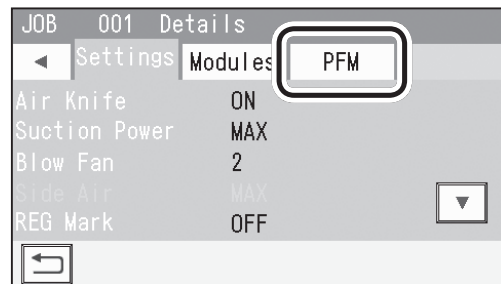 JOB 001 Details
◀ Settings Modules PFM
Air Knife ON
Suction Power MAX
Blow Fan 2
Side Air MAX
REG Mark OFF